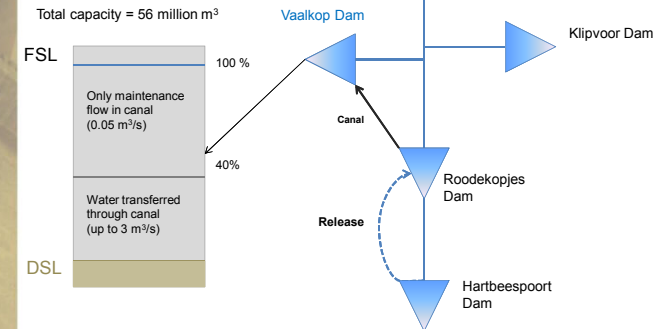 Total capacity = 56 million m³
Vaalkop Dam
Klipvoor Dam
FSL
100 %
Only maintenance
flow in canal
(0.05 m³/s)
Canal
40%
Roodekopjes
Dam
Water transferred
through canal
(up to 3 m³/s)
Release
DSL
Hartbeespoort
Dam